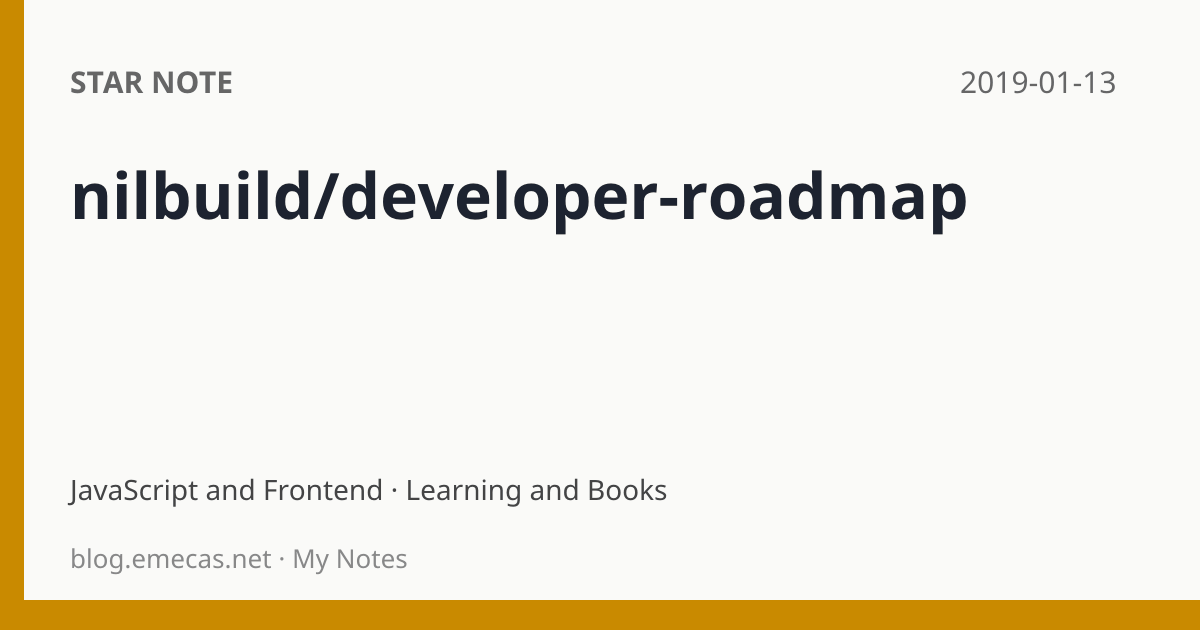 STAR NOTE
2019-01-13
nilbuild/developer-roadmap
JavaScript and Frontend · Learning and Books
blog.emecas.net · My Notes